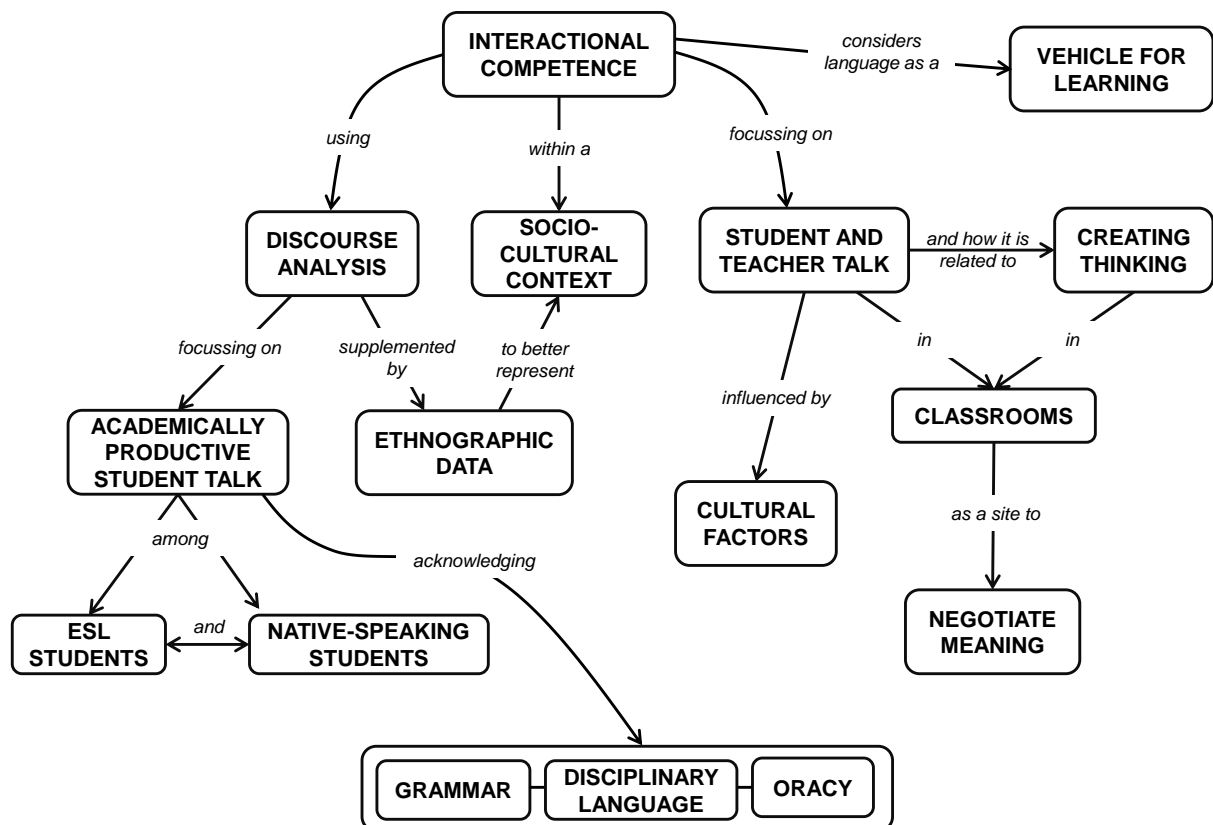 INTERACTIONAL
COMPETENCE
considers
language as a
VEHICLE FOR
LEARNING
using
within a
focussing on
DISCOURSE
ANALYSIS
SOCIO-
CULTURAL
CONTEXT
STUDENT AND
TEACHER TALK
and how it is
related to
CREATING
THINKING
focussing on
supplemented
by
to better
represent
in
in
influenced by
ACADEMICALLY
PRODUCTIVE
STUDENT TALK
ETHNOGRAPHIC
DATA
CLASSROOMS
CULTURAL
FACTORS
as a site to
among
acknowledging
ESL
STUDENTS
and
NATIVE-SPEAKING
STUDENTS
NEGOTIATE
MEANING
GRAMMAR
DISCIPLINARY
LANGUAGE
ORACY